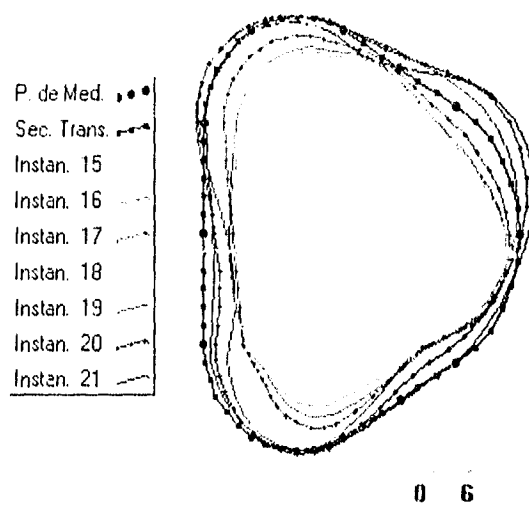 P. de Med.
Sec. Trans.
Instan. 15
Instan. 16
Instan. 17
Instan. 18
Instan. 19
Instan. 20
Instan. 21
0 6